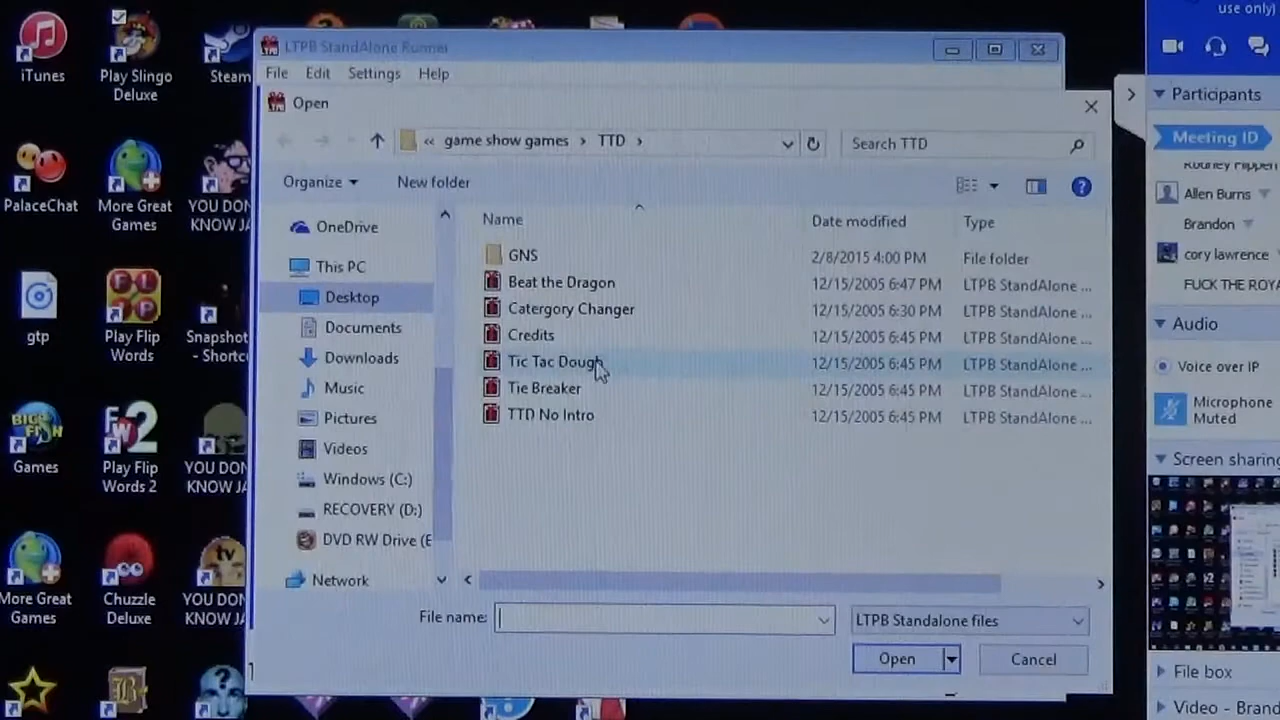 use only)
iTunes
Play Slingo
Deluxe
Steam
LTPB StandAlone Runner
File Edit Settings Help
Open
« game show games > TTD >
Search TTD
Organize
New folder
Name
Date modified
Type
OneDrive
This PC
Desktop
Documents
Downloads
Music
Pictures
Videos
Windows (C:)
RECOVERY (D:)
DVD RW Drive (E
Network
GNS 2/8/2015 4:00 PM File folder
Beat the Dragon 12/15/2005 6:47 PM LTPB StandAlone ...
Catergory Changer 12/15/2005 6:30 PM LTPB StandAlone ...
Credits 12/15/2005 6:45 PM LTPB StandAlone ...
Tic Tac Dough 12/15/2005 6:45 PM LTPB StandAlone ...
Tie Breaker 12/15/2005 6:45 PM LTPB StandAlone ...
TTD No Intro 12/15/2005 6:45 PM LTPB StandAlone ...
File name:
LTPB Standalone files
Open
Cancel
PalaceChat
More Great
Games
YOU DON
KNOW JA
gtp
FLIP
Play Flip
Words
Snapshot
- Shortc
BIG FISH
Games
FW2
Play Flip
Words 2
YOU DON
KNOW JA
More Great
Games
Chuzzle
Deluxe
tv
YOU DON
KNOW JA
Participants
Meeting ID
Rodney Flippen
Allen Burns
Brandon
cory lawrence
FUCK THE ROYA
Audio
Voice over IP
Microphone
Muted
Screen sharing
File box
Video - Brand